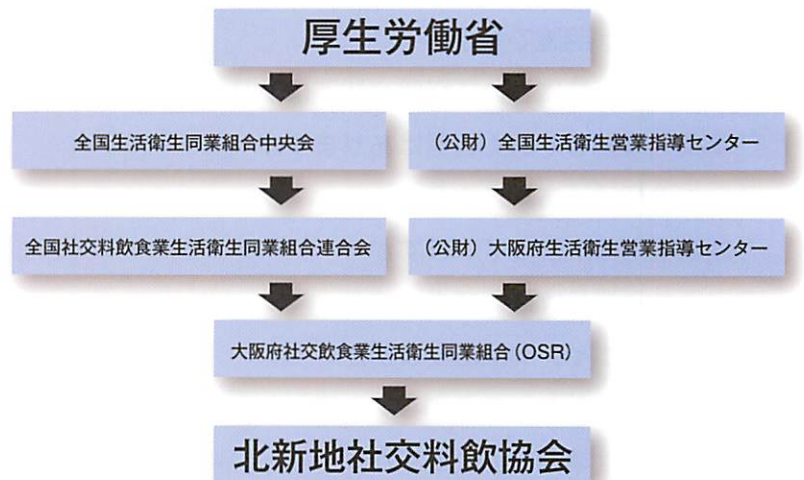 厚生労働省
全国生活衛生同業組合中央会
(公財)全国生活衛生営業指導センター
全国社交料飲食業生活衛生同業組合連合会
(公財)大阪府生活衛生営業指導センター
大阪府社交飲食業生活衛生同業組合(OSR)
北新地社交料飲協会